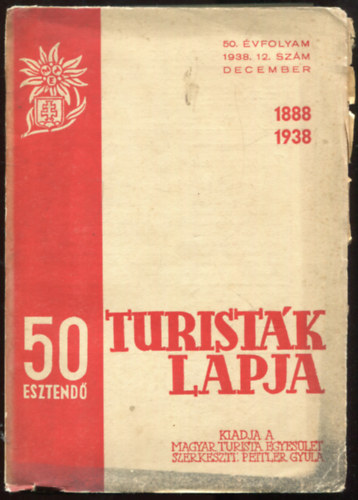 50. ÉVFOLYAM
1938. 12. SZÁM
DECEMBER
1888
1938
50
ESZTENDŐ
TURISTÁK
LAPJA
KIADJA A
MAGYAR TURISTA EGYESÜLET
SZERKESZTI: PEITLER GYULA